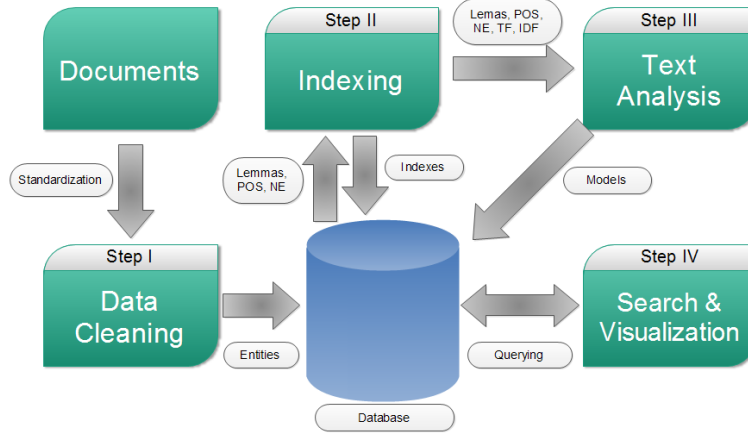 Documents
Standardization
Step I
Data
Cleaning
Entities
Step II
Indexing
Lemmas,
POS, NE
Indexes
Database
Lemas, POS,
NE, TF, IDF
Step III
Text
Analysis
Models
Step IV
Search &
Visualization
Querying